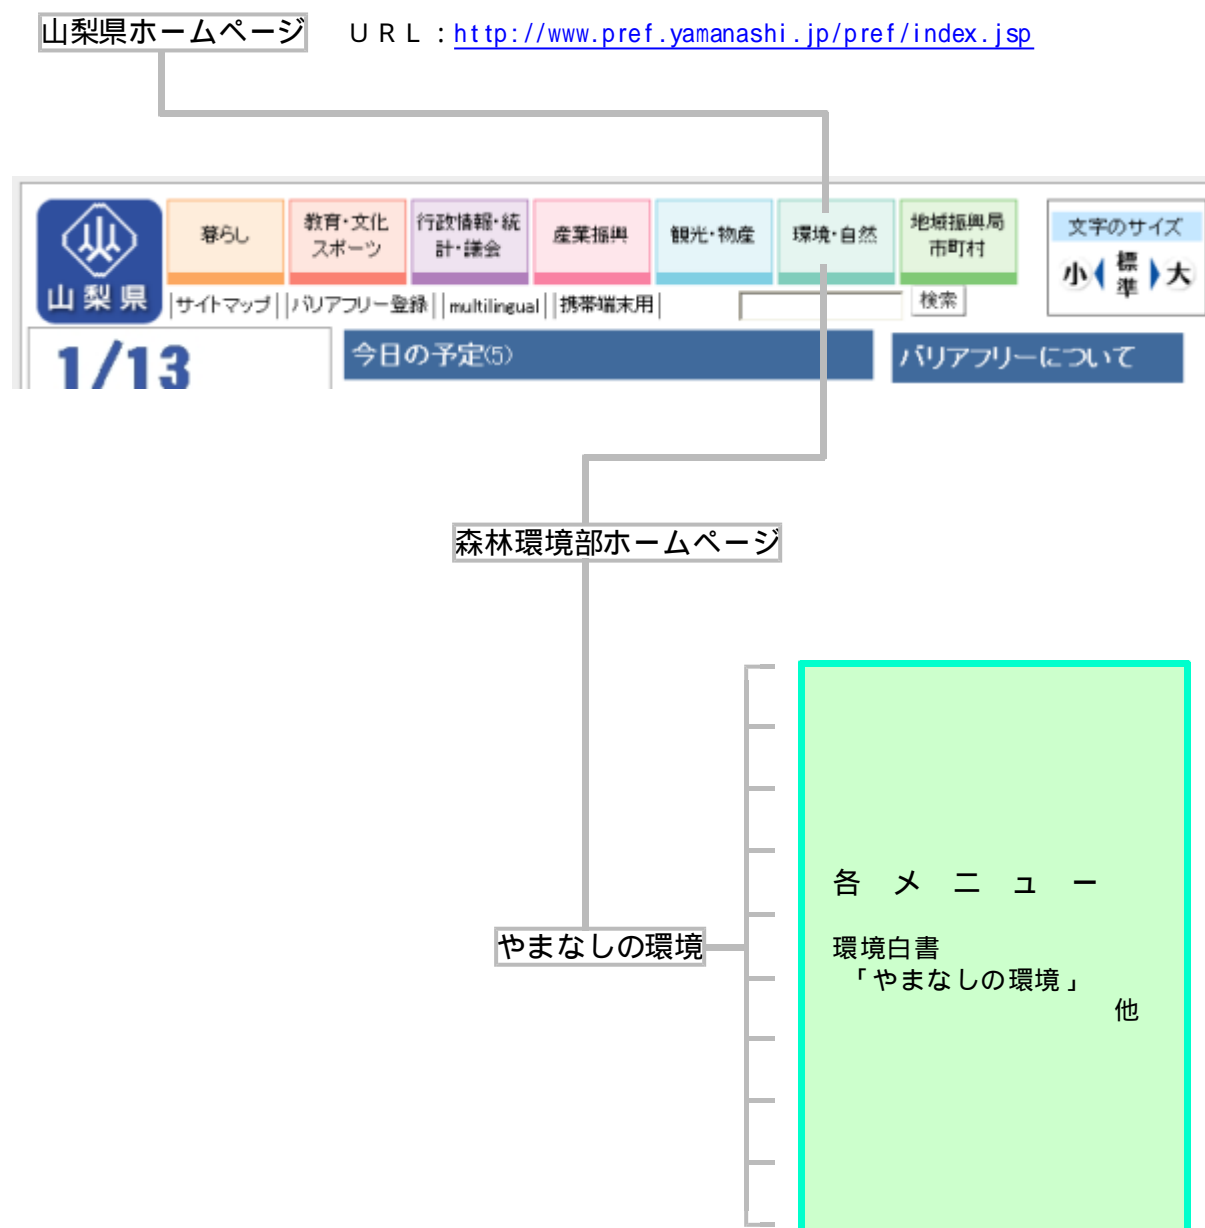 山梨県ホームページ　ＵＲＬ：http://www.pref.yamanashi.jp/pref/index.jsp
山梨県
暮らし
教育・文化
スポーツ
行政情報・統
計・議会
産業振興
観光・物産
環境・自然
地域振興局
市町村
文字のサイズ
小 標準 大
|サイトマップ||バリアフリー登録||multilingual||携帯端末用|
検索
1/13
今日の予定(5)
バリアフリーについて
森林環境部ホームページ
やまなしの環境
各メニュー
環境白書
「やまなしの環境」
他